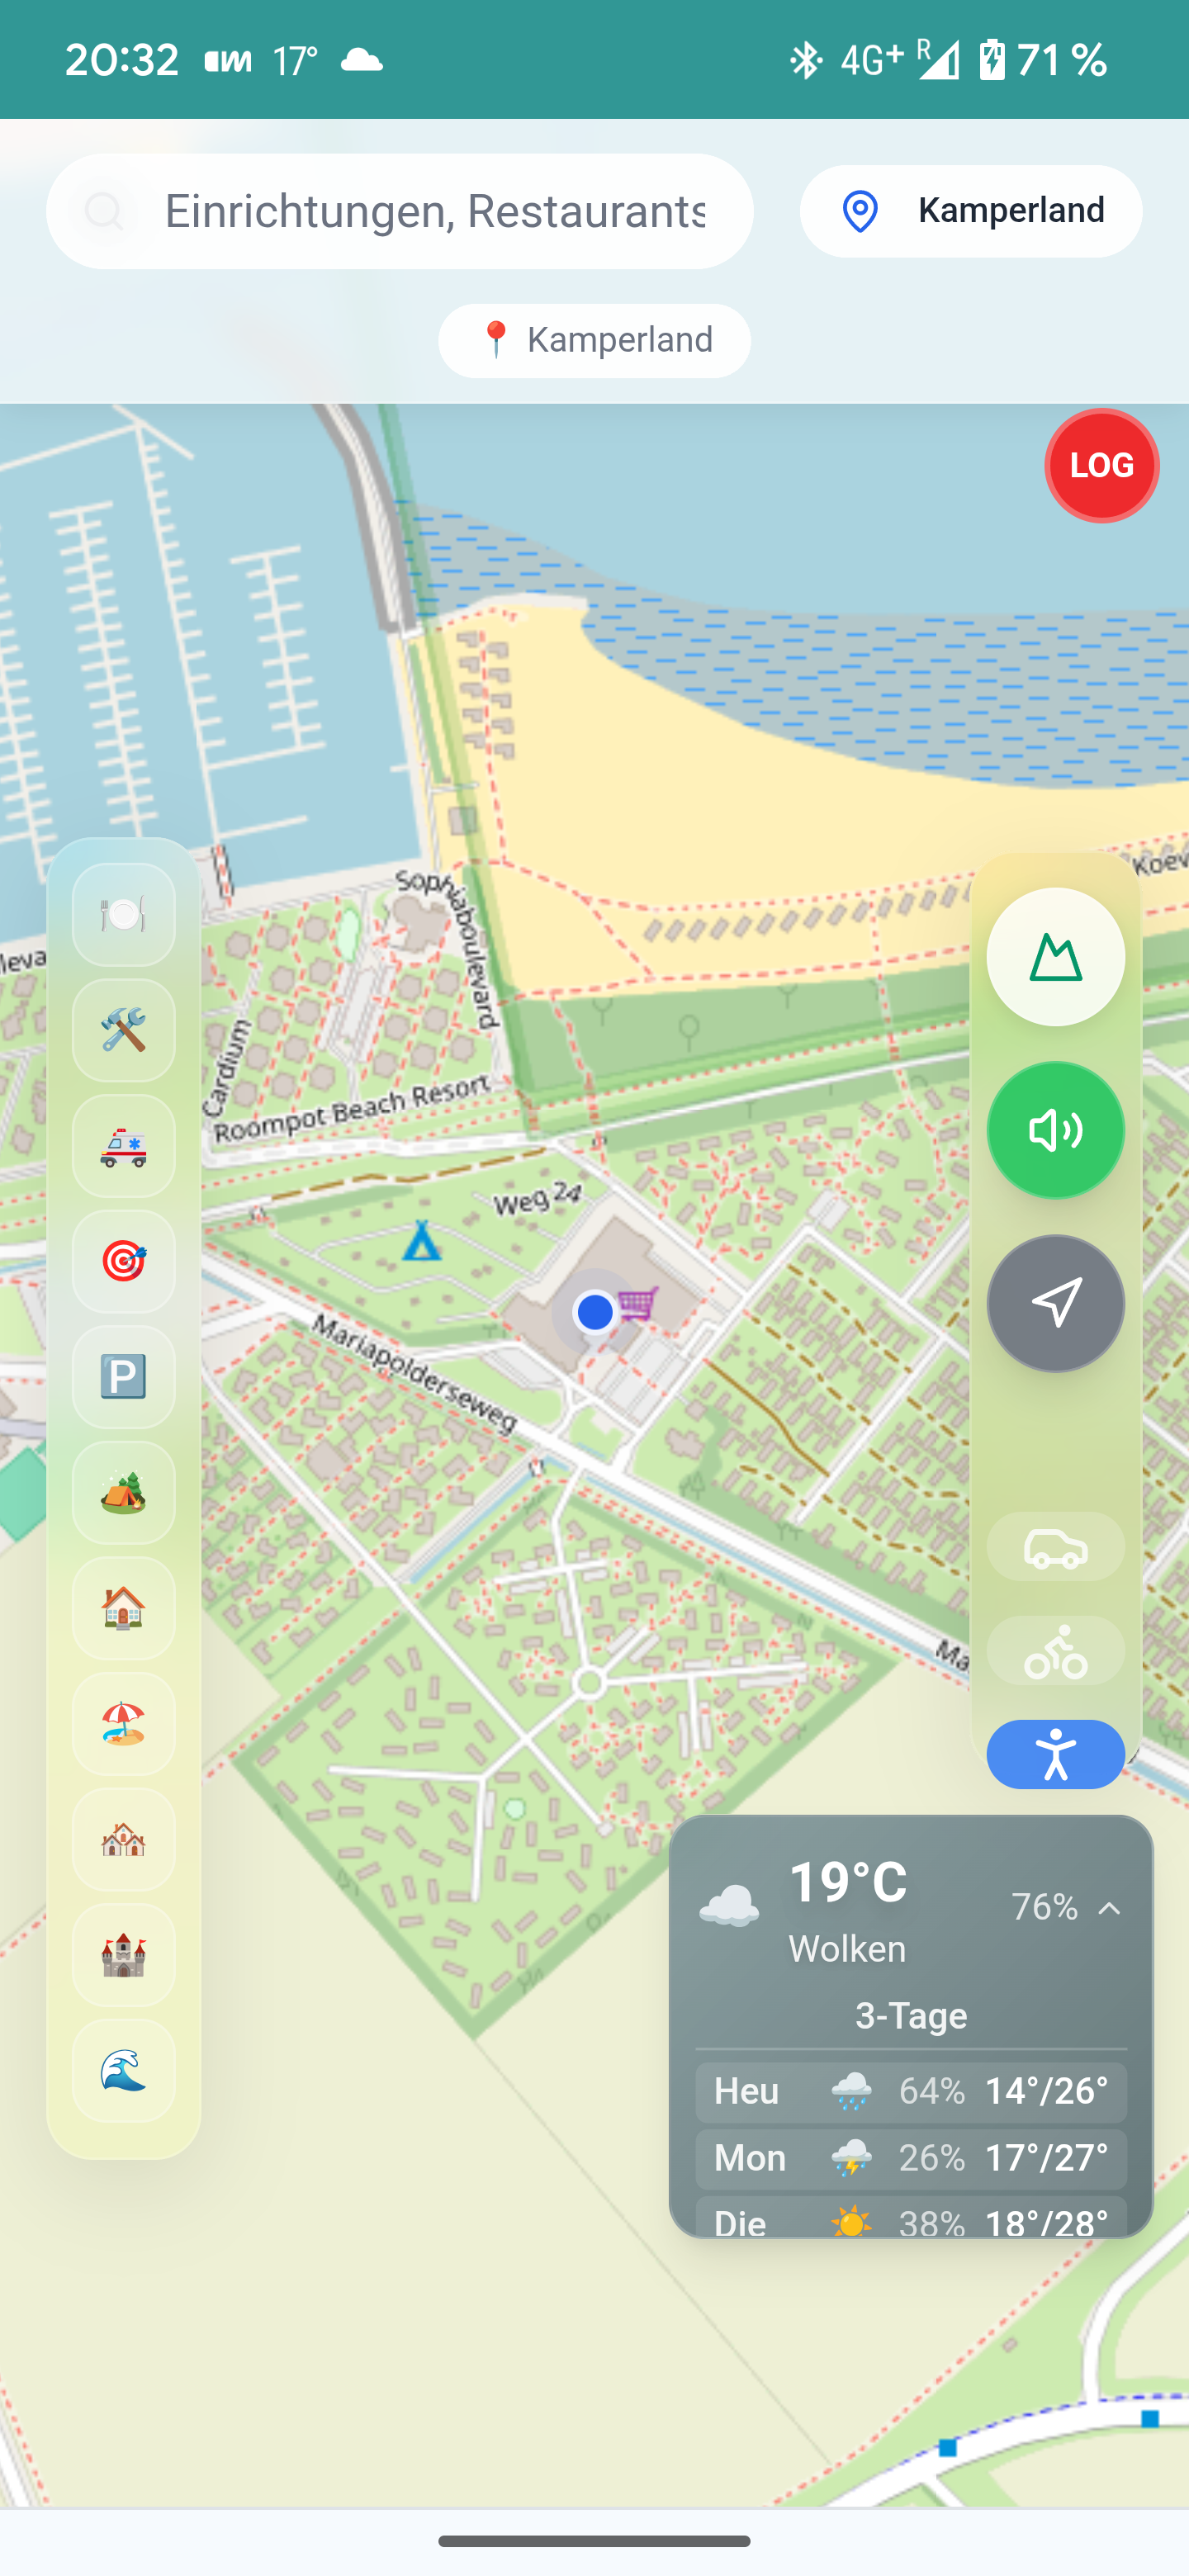 20:32 17° 4G+ R 71 %
Einrichtungen, Restaurants
Kamperland
📍 Kamperland
LOG
Koev
Sophiaboulevard
leva
Cardium
Roompot Beach Resort
Weg 24
Mariapolderseweg
P
Ma
19°C
76%
Wolken
3-Tage
Heu 64% 14°/26°
Mon 26% 17°/27°
Die 38% 18°/28°